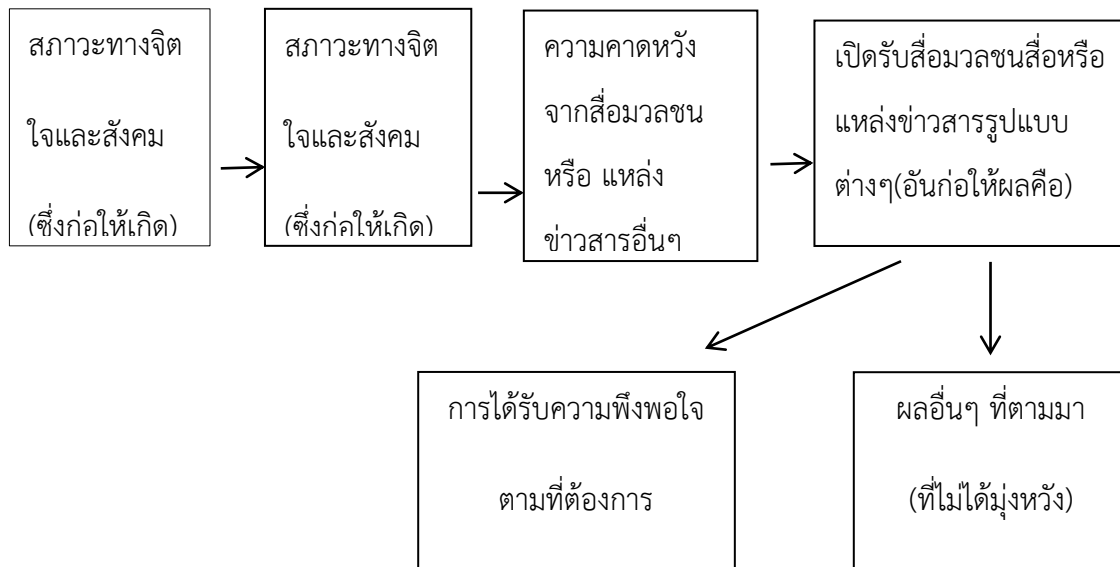 สภาวะทางจิต
ใจและสังคม
(ซึ่งก่อให้เกิด)
สภาวะทางจิต
ใจและสังคม
(ซึ่งก่อให้เกิด)
ความคาดหวัง
จากสื่อมวลชน
หรือ แหล่ง
ข่าวสารอื่นๆ
เปิดรับสื่อมวลชนสื่อหรือ
แหล่งข่าวสารรูปแบบ
ต่างๆ(อันก่อให้ผลคือ)
การได้รับความพึงพอใจ
ตามที่ต้องการ
ผลอื่นๆ ที่ตามมา
(ที่ไม่ได้มุ่งหวัง)